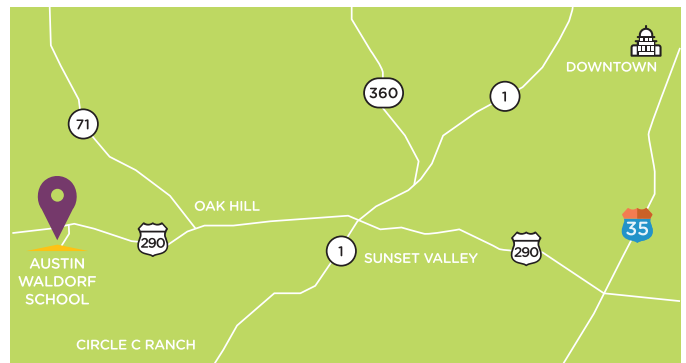 DOWNTOWN
360
1
71
OAK HILL
35
290
1
SUNSET VALLEY
290
AUSTIN
WALDORF
SCHOOL
CIRCLE C RANCH